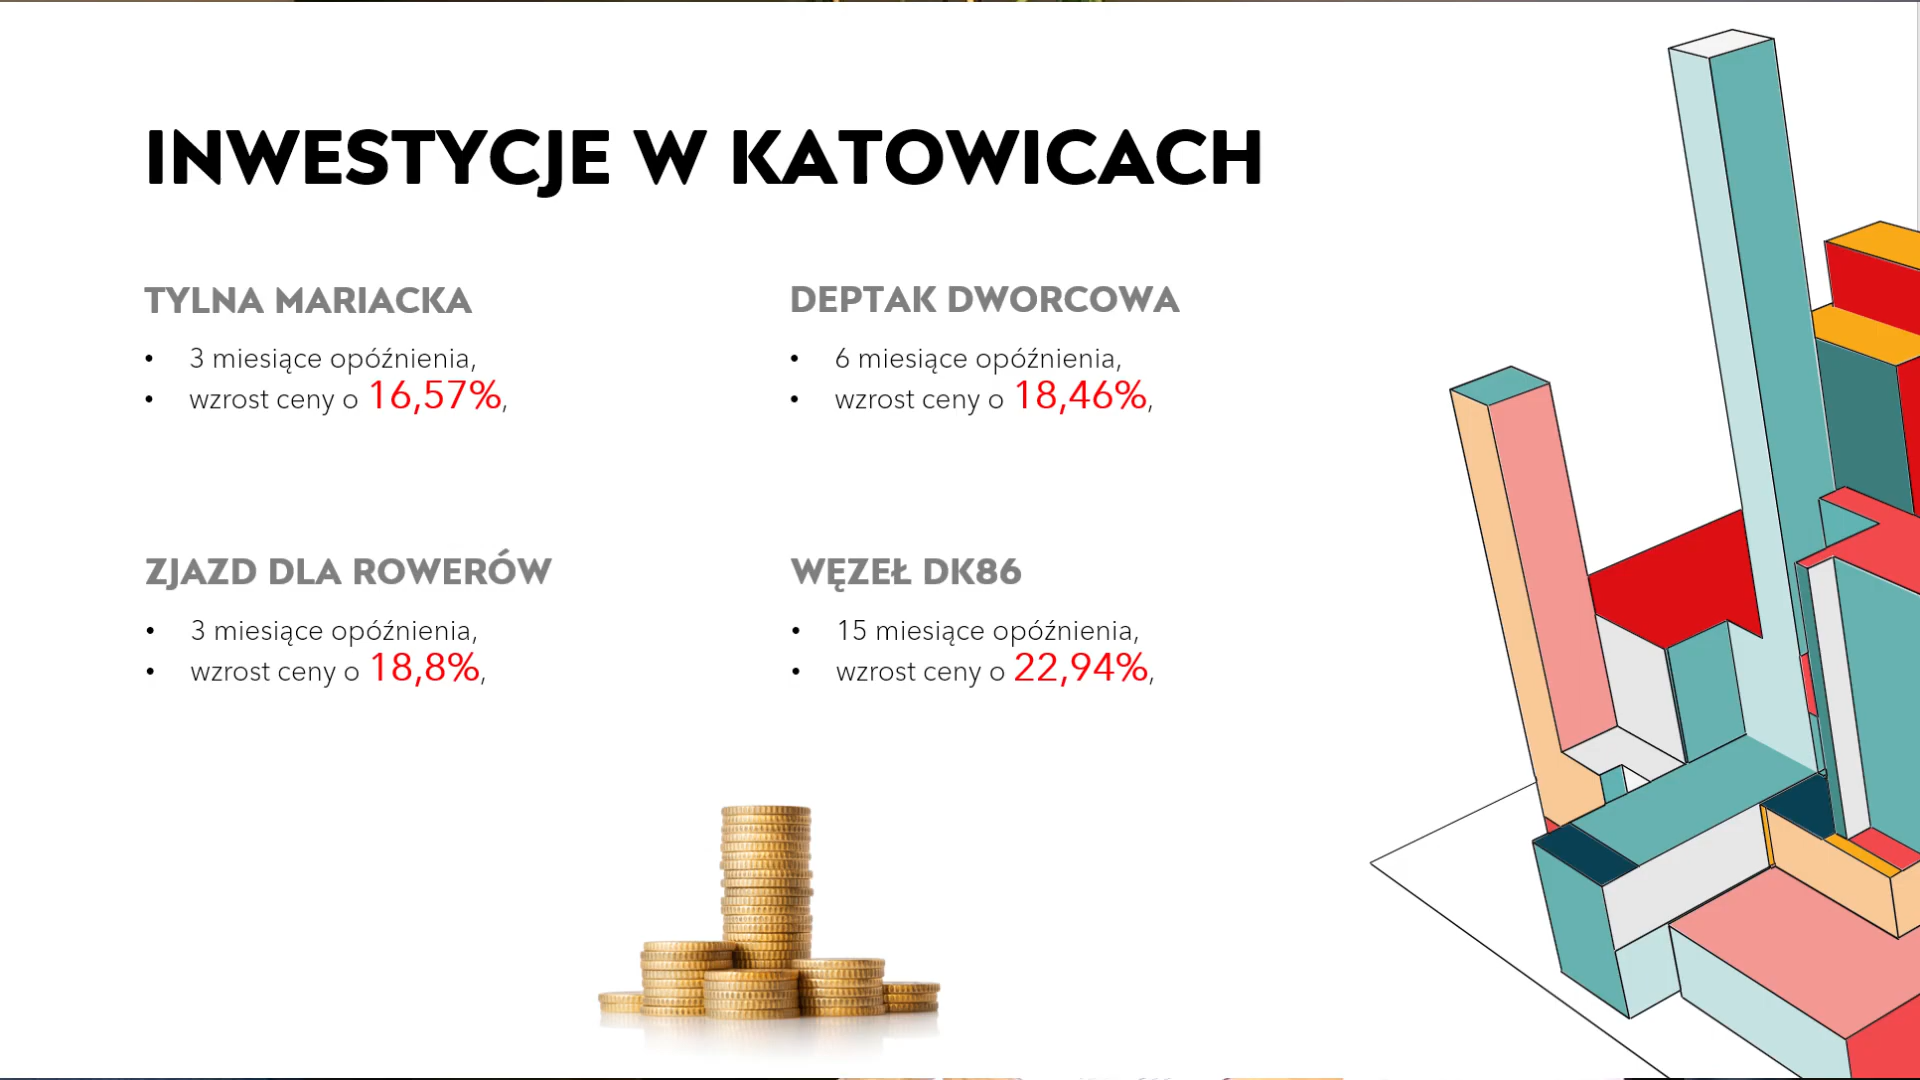 INWESTYCJE W KATOWICACH
TYLNA MARIACKA
• 3 miesiące opóźnienia,
• wzrost ceny o 16,57%,
DEPTAK DWORCOWA
• 6 miesiące opóźnienia,
• wzrost ceny o 18,46%,
ZJAZD DLA ROWERÓW
• 3 miesiące opóźnienia,
• wzrost ceny o 18,8%,
WĘZEŁ DK86
• 15 miesiące opóźnienia,
• wzrost ceny o 22,94%,